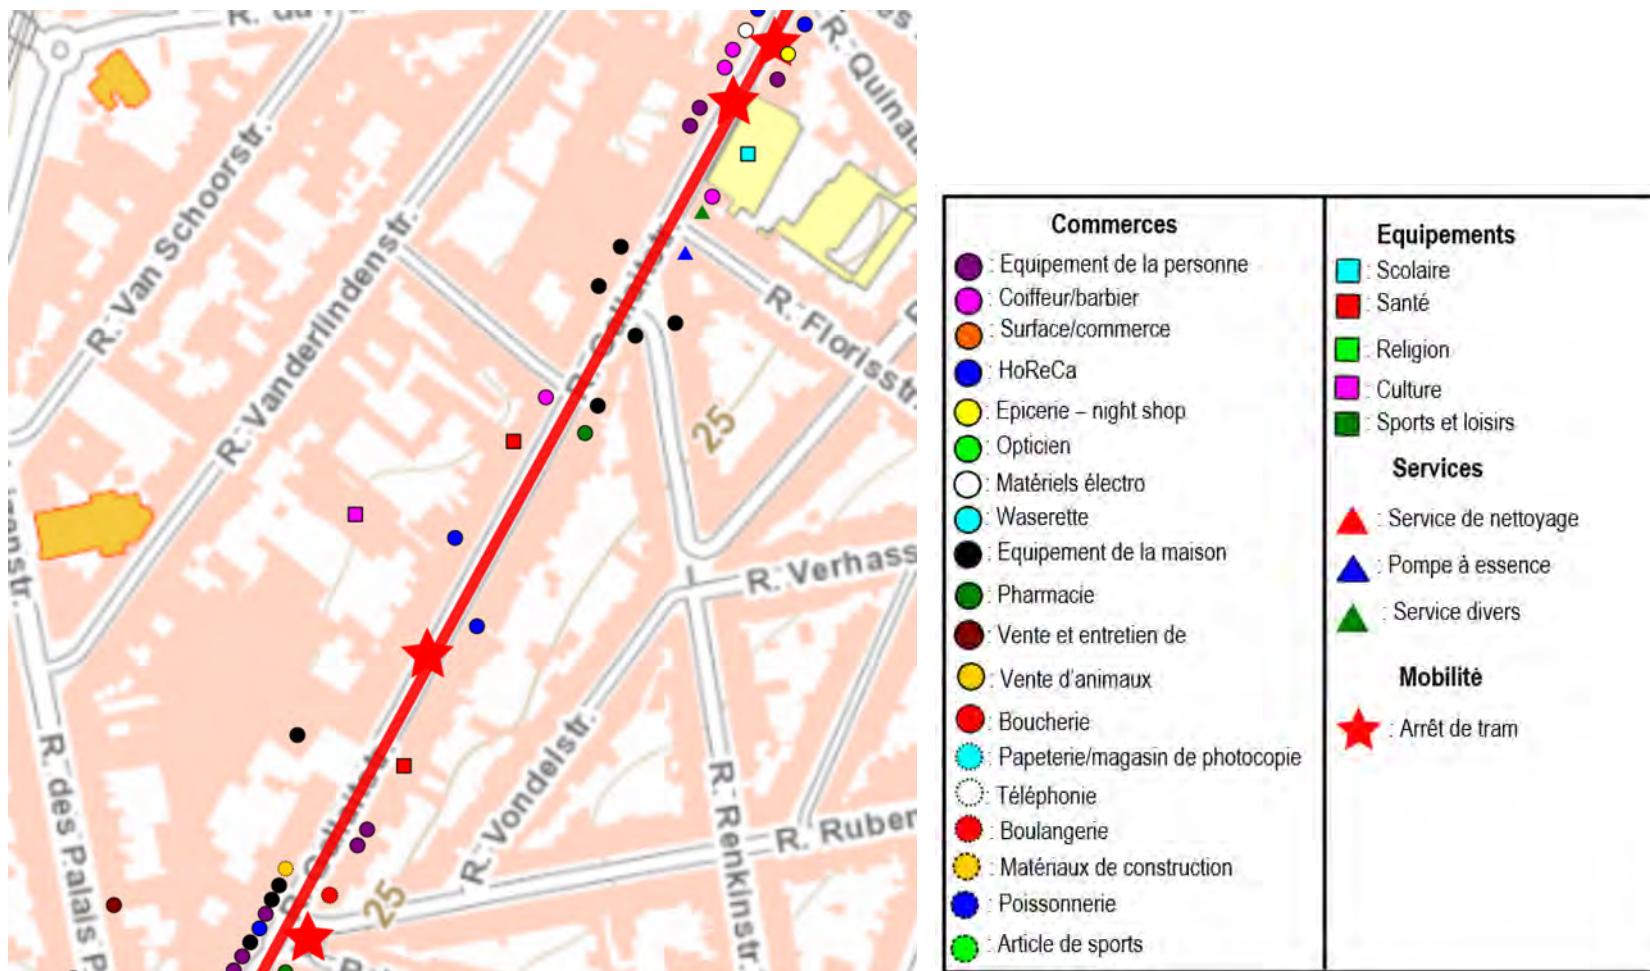 R. Quinau
R. Van Schoorstr.
R. Vanderlindenstr.
R. Florisstr.
25
R. Verhass
R. Vondelstr.
R. Renkinstr.
R. Ruber
R. des Palais P
25
Commerces
: Equipement de la personne
: Coiffeur/barbier
: Surface/commerce
: HoReCa
: Epicerie – night shop
: Opticien
: Matériels électro
: Waserette
: Equipement de la maison
: Pharmacie
: Vente et entretien de
: Vente d'animaux
: Boucherie
: Papeterie/magasin de photocopie
: Téléphonie
: Boulangerie
: Matériaux de construction
: Poissonnerie
: Article de sports
Equipements
: Scolaire
: Santé
: Religion
: Culture
: Sports et loisirs
Services
: Service de nettoyage
: Pompe à essence
: Service divers
Mobilité
: Arrêt de tram